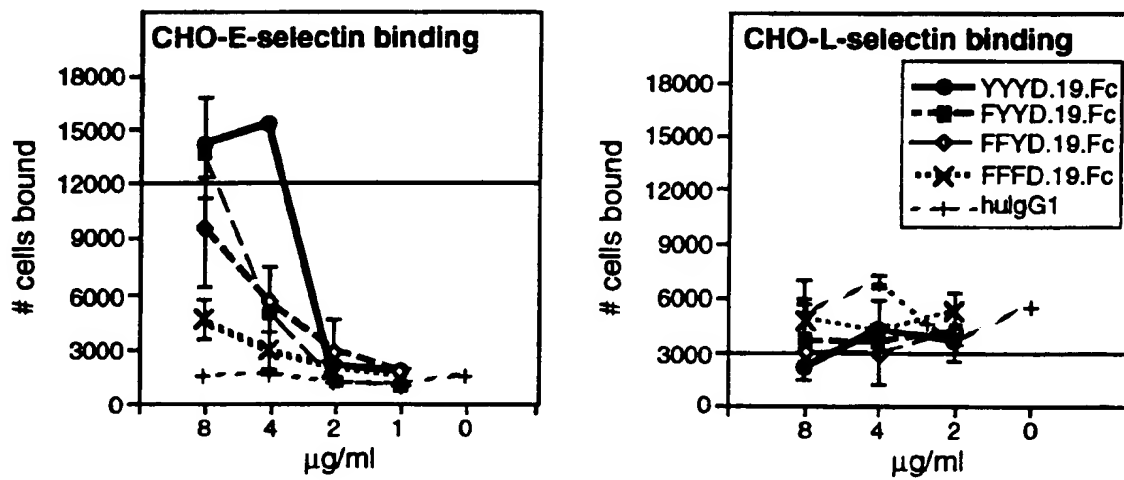 CHO-E-selectin binding
# cells bound
18000
15000
12000
9000
6000
3000
0
8 4 2 1 0
µg/ml
CHO-L-selectin binding
# cells bound
18000
15000
12000
9000
6000
3000
0
8 4 2 0
µg/ml
YYYD.19.Fc
FYYD.19.Fc
FFYD.19.Fc
FFFD.19.Fc
huIgG1